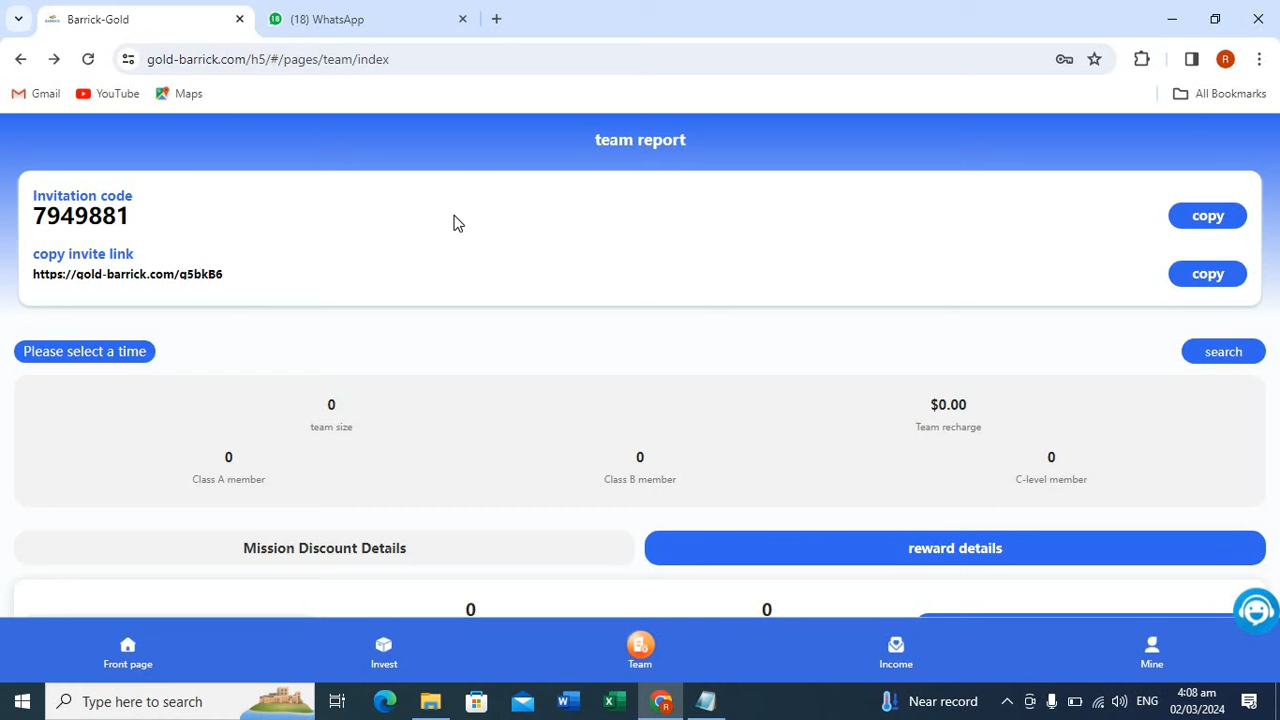 Barrick-Gold
18
(18) WhatsApp
gold-barrick.com/h5/#/pages/team/index
R
Gmail
YouTube
Maps
All Bookmarks
team report
Invitation code
7949881
copy
copy invite link
https://gold-barrick.com/g5bkB6
copy
Please select a time
search
0
$0.00
team size
Team recharge
0
0
0
Class A member
Class B member
C-level member
Mission Discount Details
reward details
0
0
Front page
Invest
Team
Income
Mine
Type here to search
Near record
ENG
4:08 am
02/03/2024